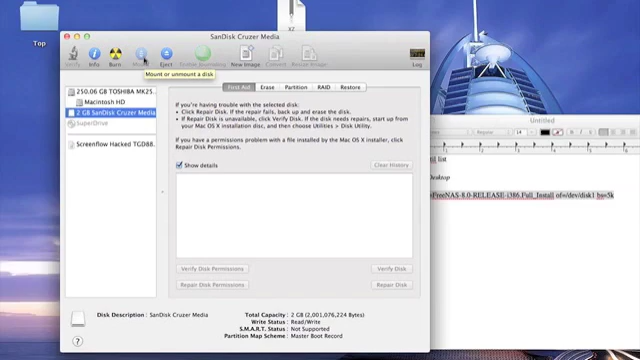 Top
XZ
SanDisk Cruzer Media
Verify
Info
Burn
Mount
Eject
Enable Journaling
New Image
Convert
Resize Image
Log
Mount or unmount a disk
250.06 GB TOSHIBA MK25...
Macintosh HD
2 GB SanDisk Cruzer Media
SuperDrive
Screenflow Hacked TGD88...
First Aid
Erase
Partition
RAID
Restore
If you're having trouble with the selected disk:
• Click Repair Disk. If the repair fails, back up and erase the disk.
• If Repair Disk is unavailable, click Verify Disk. If the disk needs repairs, start up from
your Mac OS X installation disc, and then choose Utilities > Disk Utility.
If you have a permissions problem with a file installed by the Mac OS X installer, click
Repair Disk Permissions.
Show details
Clear History
Verify Disk Permissions
Verify Disk
Repair Disk Permissions
Repair Disk
Disk Description : SanDisk Cruzer Media
Total Capacity : 2 GB (2,001,076,224 Bytes)
Write Status : Read/Write
S.M.A.R.T. Status : Not Supported
Partition Map Scheme : Master Boot Record
?
Untitled
Regular
14
B
I
U
list
Desktop
FreeNAS-8.0-RELEASE-i386.Full_Install of=/dev/disk1 bs=5k